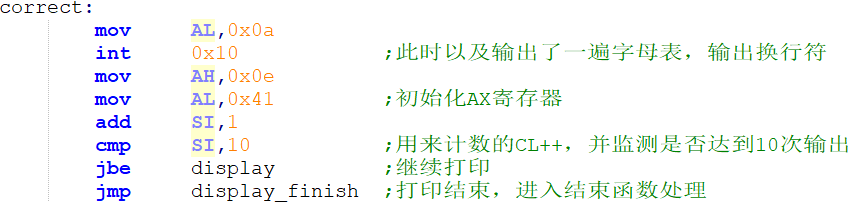 correct:
mov AL,0x0a
int 0x10 ;此时以及输出了一遍字母表，输出换行符
mov AH,0x0e
mov AL,0x41 ;初始化AX寄存器
add SI,1
cmp SI,10 ;用来计数的CL++，并监测是否达到10次输出
jbe display ;继续打印
jmp display_finish ;打印结束，进入结束函数处理